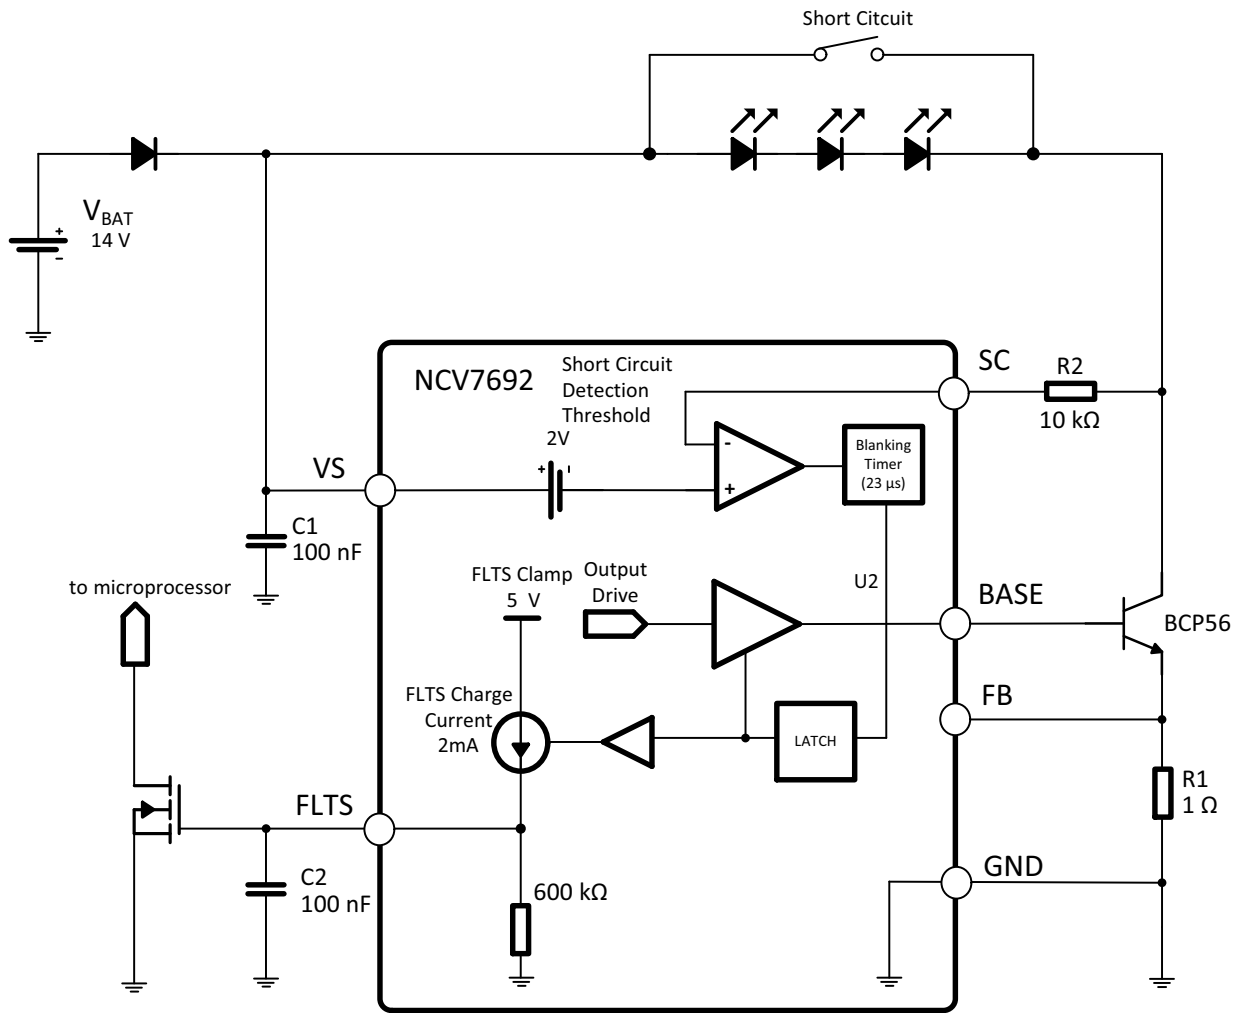 Short Citcuit
V_BAT
14 V
+
-
NCV7692
Short Circuit
Detection
Threshold
2V
+
-
-
+
Blanking
Timer
(23 µs)
SC
R2
10 kΩ
VS
C1
100 nF
to microprocessor
FLTS Clamp
5 V
Output
Drive
U2
BASE
BCP56
FLTS Charge
Current
2mA
LATCH
FB
R1
1 Ω
FLTS
C2
100 nF
600 kΩ
GND